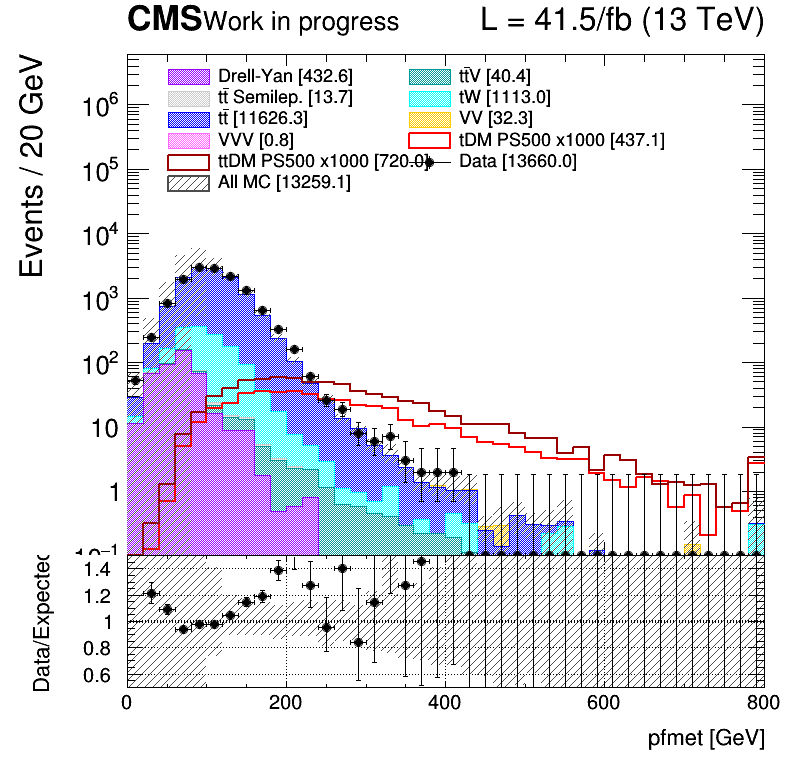 CMS Work in progress L = 41.5/fb (13 TeV)
Events / 20 GeV
Drell-Yan [432.6]
tt̄ Semilep. [13.7]
tt̄ [11626.3]
VVV [0.8]
ttDM PS500 x1000 [720.0]
All MC [13259.1]
tt̄V [40.4]
tW [1113.0]
VV [32.3]
tDM PS500 x1000 [437.1]
Data [13660.0]
10⁶
10⁵
10⁴
10³
10²
10
1
10⁻¹
Data/Expected
1.4
1.2
1
0.8
0.6
0 200 400 600 800
pfmet [GeV]